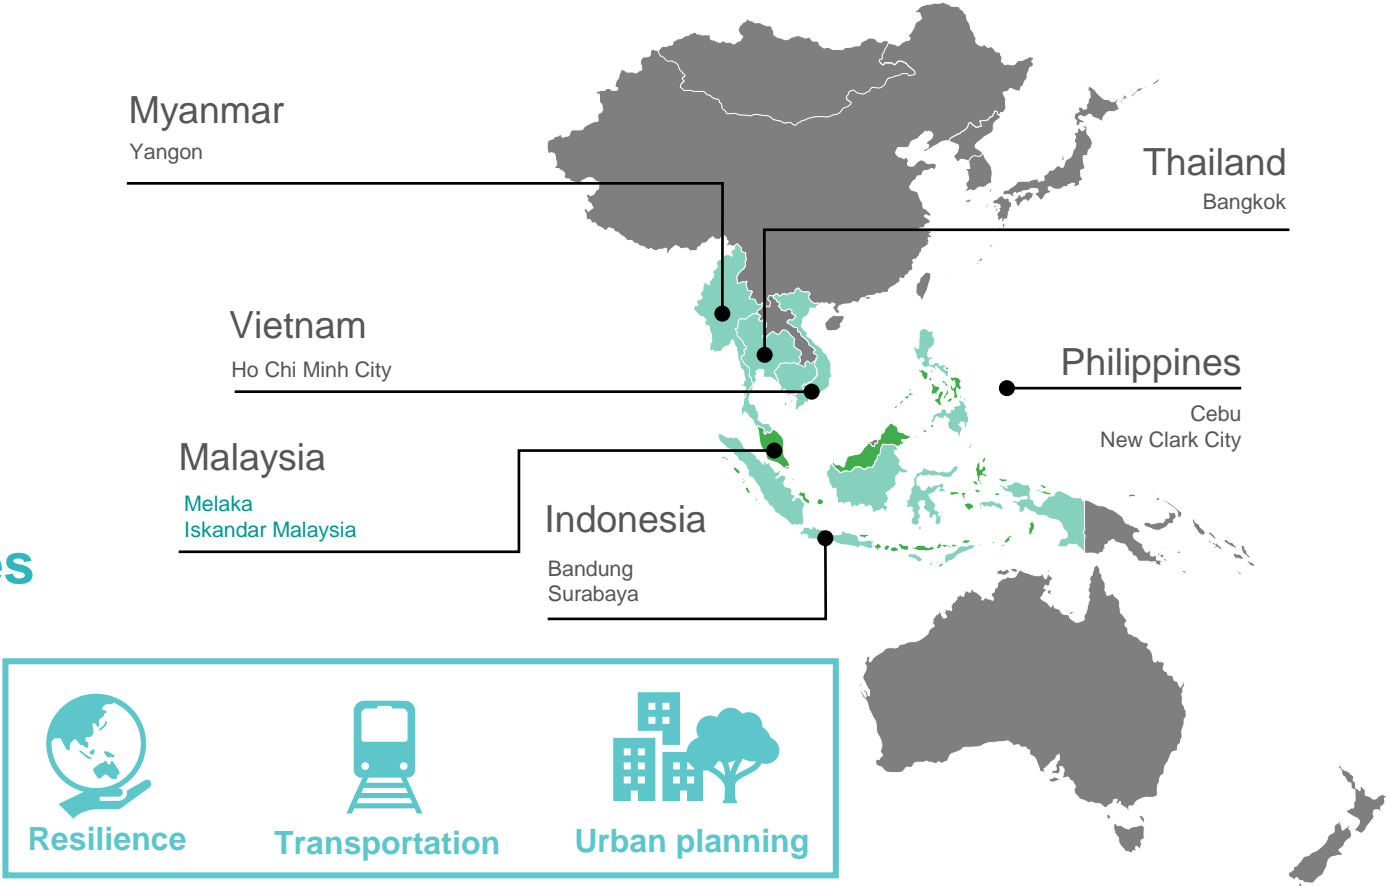 Myanmar
Yangon
Thailand
Bangkok
Vietnam
Ho Chi Minh City
Philippines
Cebu
New Clark City
Malaysia
Melaka
Iskandar Malaysia
Indonesia
Bandung
Surabaya
es
Resilience
Transportation
Urban planning